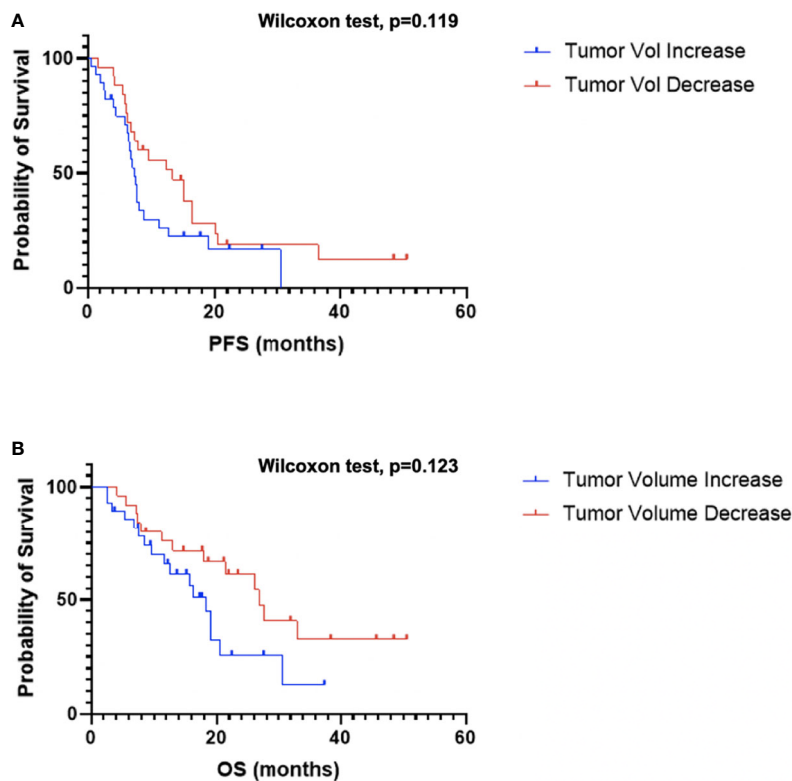 A
Wilcoxon test, p=0.119
Tumor Vol Increase
Tumor Vol Decrease
Probability of Survival
100
50
0
0 20 40 60
PFS (months)
B
Wilcoxon test, p=0.123
Tumor Volume Increase
Tumor Volume Decrease
Probability of Survival
100
50
0
0 20 40 60
OS (months)